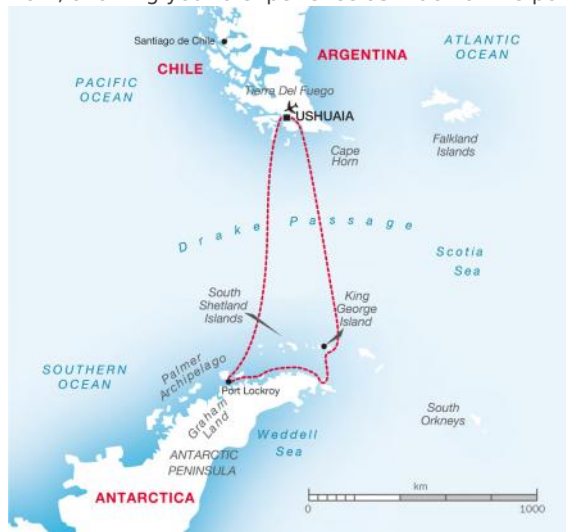 Santiago de Chile
CHILE
ARGENTINA
ATLANTIC
OCEAN
PACIFIC
OCEAN
Tierra Del Fuego
USHUAIA
Cape
Horn
Falkland
Islands
Drake Passage
Scotia
Sea
South
Shetland
Islands
King
George
Island
SOUTHERN
OCEAN
Palmer
Archipelago
Port Lockroy
Graham
Land
Weddell
Sea
South
Orkneys
ANTARCTIC
PENINSULA
ANTARCTICA
km
0
1000